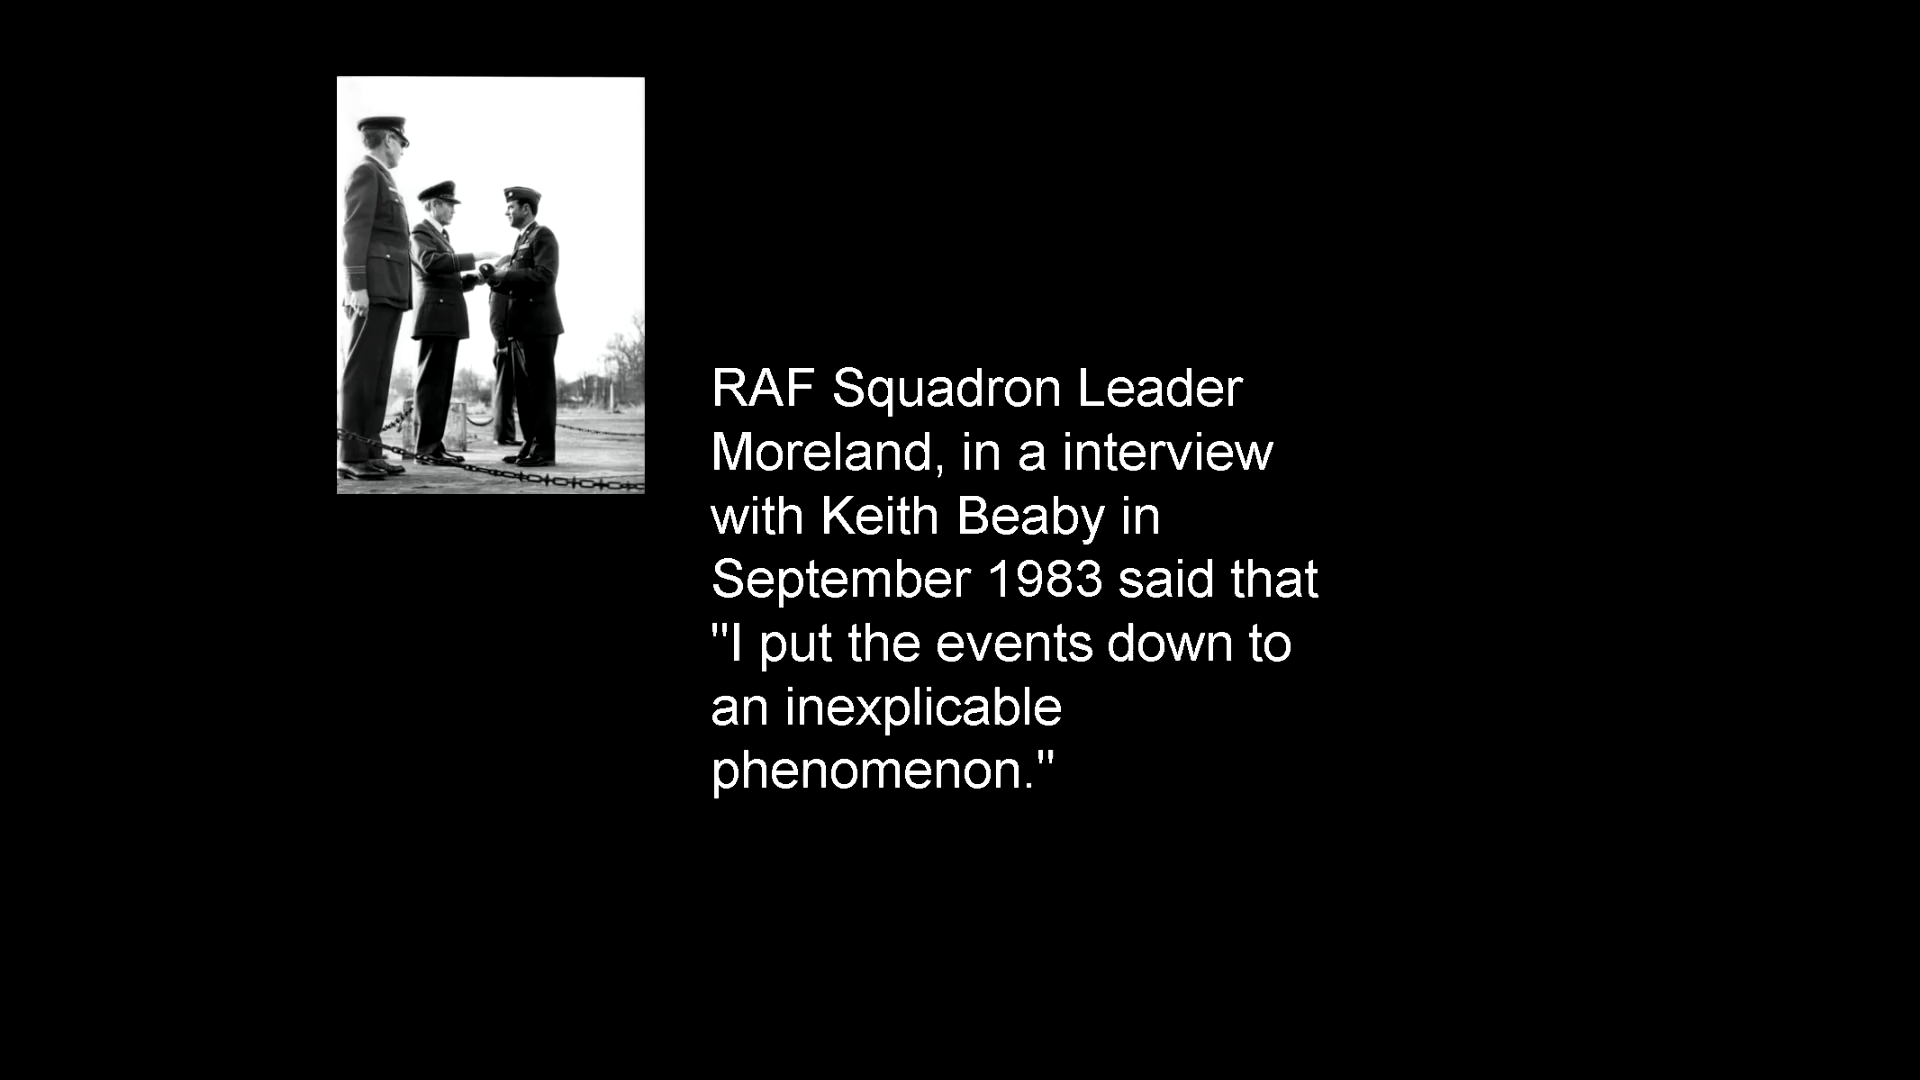 RAF Squadron Leader
Moreland, in a interview
with Keith Beaby in
September 1983 said that
"I put the events down to
an inexplicable
phenomenon."